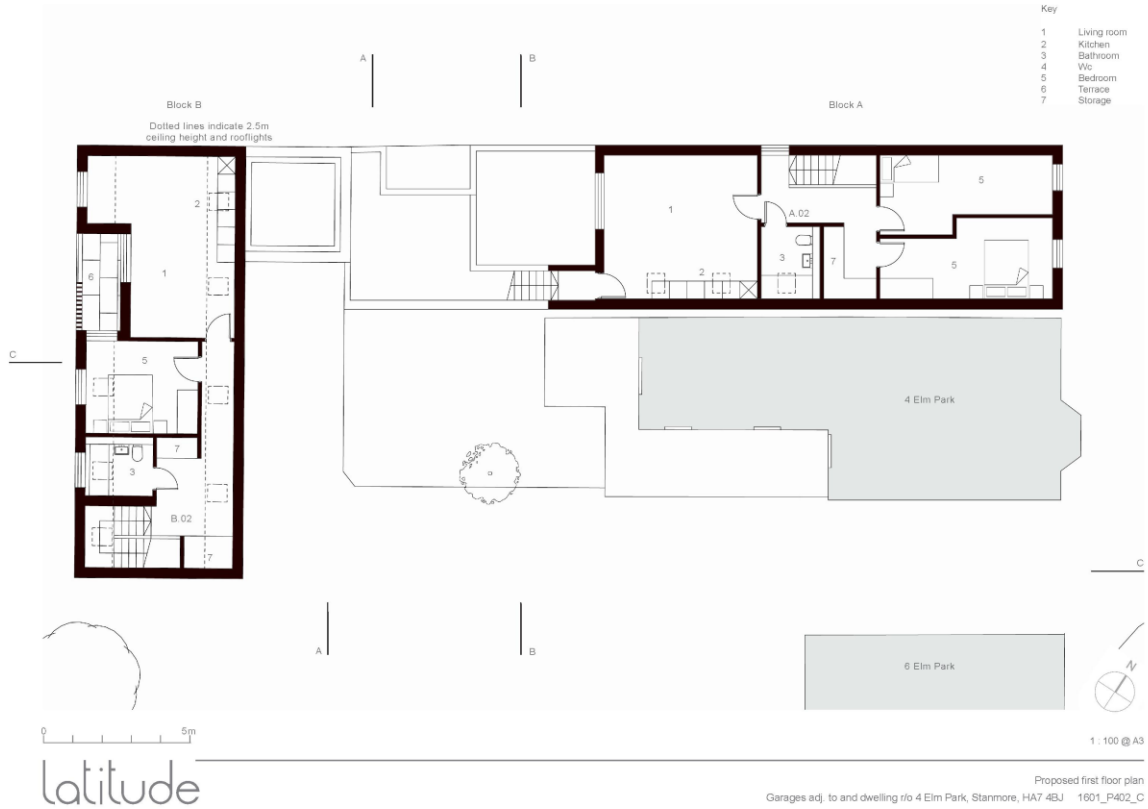 Key
1 Living room
2 Kitchen
3 Bathroom
4 Wc
5 Bedroom
6 Terrace
7 Storage
A
B
Block B
Block A
Dotted lines indicate 2.5m
ceiling height and rooflights
2
1
6
5
7
3
B.02
7
1
2
A.02
3
7
5
5
C
4 Elm Park
C
A
B
6 Elm Park
N
0 5m
1 : 100 @ A3
latitude
Proposed first floor plan
Garages adj. to and dwelling r/o 4 Elm Park, Stanmore, HA7 4BJ 1601_P402_C